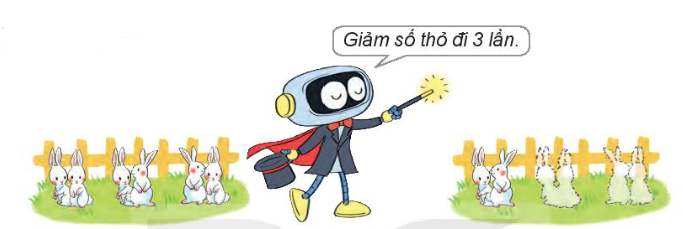 Giảm số thỏ đi 3 lần.